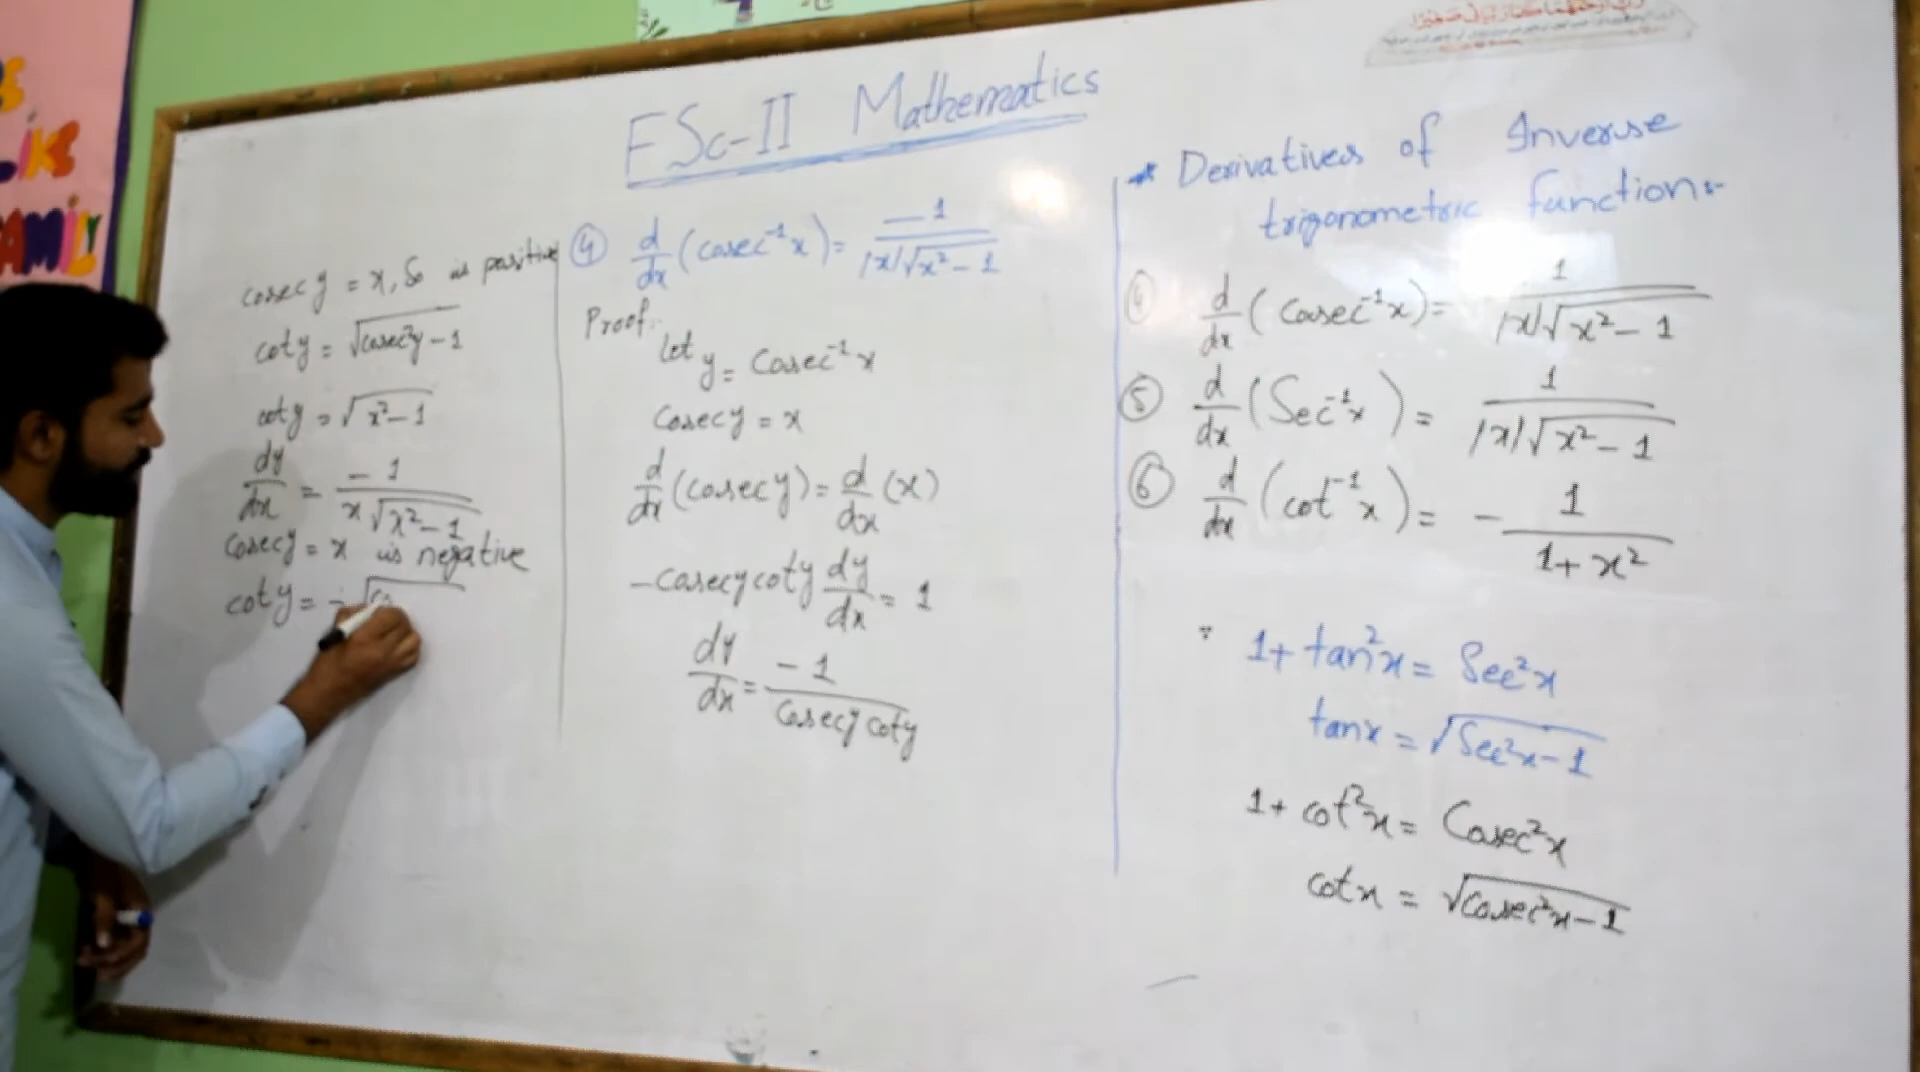 LIKE
FAMILY
FSc-II Mathematics
cosec y = x, So is positive
cot y = √(cosec²y - 1)
cot y = √(x² - 1)
dy/dx = -1/(x√(x² - 1))
cosec y = x is negative
cot y = -√
④ d/dx (cosec⁻¹x) = -1/(|x|√(x² - 1))
Proof:
let y = Cosec⁻¹x
Cosec y = x
d/dx (cosec y) = d/dx (x)
-cosec y cot y dy/dx = 1
dy/dx = -1/(cosec y cot y)
* Derivatives of Inverse
trigonometric functions:-
④ d/dx (Cosec⁻¹x) = 1/(|x|√(x² - 1))
⑤ d/dx (Sec⁻¹x) = 1/(|x|√(x² - 1))
⑥ d/dx (cot⁻¹x) = - 1/(1+x²)
∵ 1 + tan²x = Sec²x
tan x = √(Sec²x - 1)
1 + cot²x = Cosec²x
cot x = √(Cosec²x - 1)